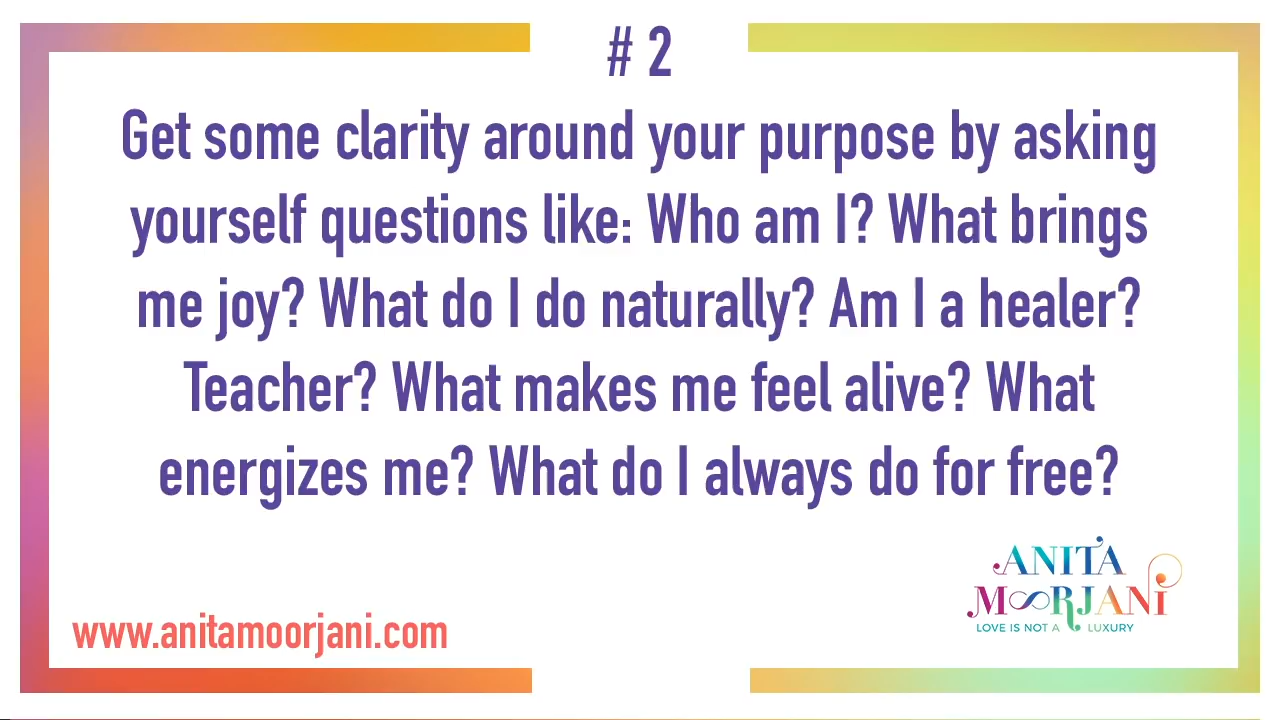 # 2
Get some clarity around your purpose by asking
yourself questions like: Who am I? What brings
me joy? What do I do naturally? Am I a healer?
Teacher? What makes me feel alive? What
energizes me? What do I always do for free?
ANITA
MOORJANI
LOVE IS NOT A LUXURY
www.anitamoorjani.com